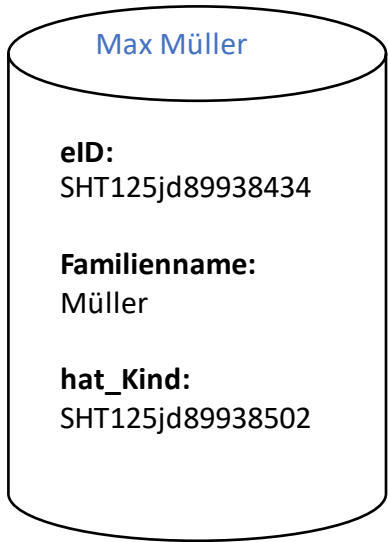 Max Müller
eID:
SHT125jd89938434
Familienname:
Müller
hat_Kind:
SHT125jd89938502